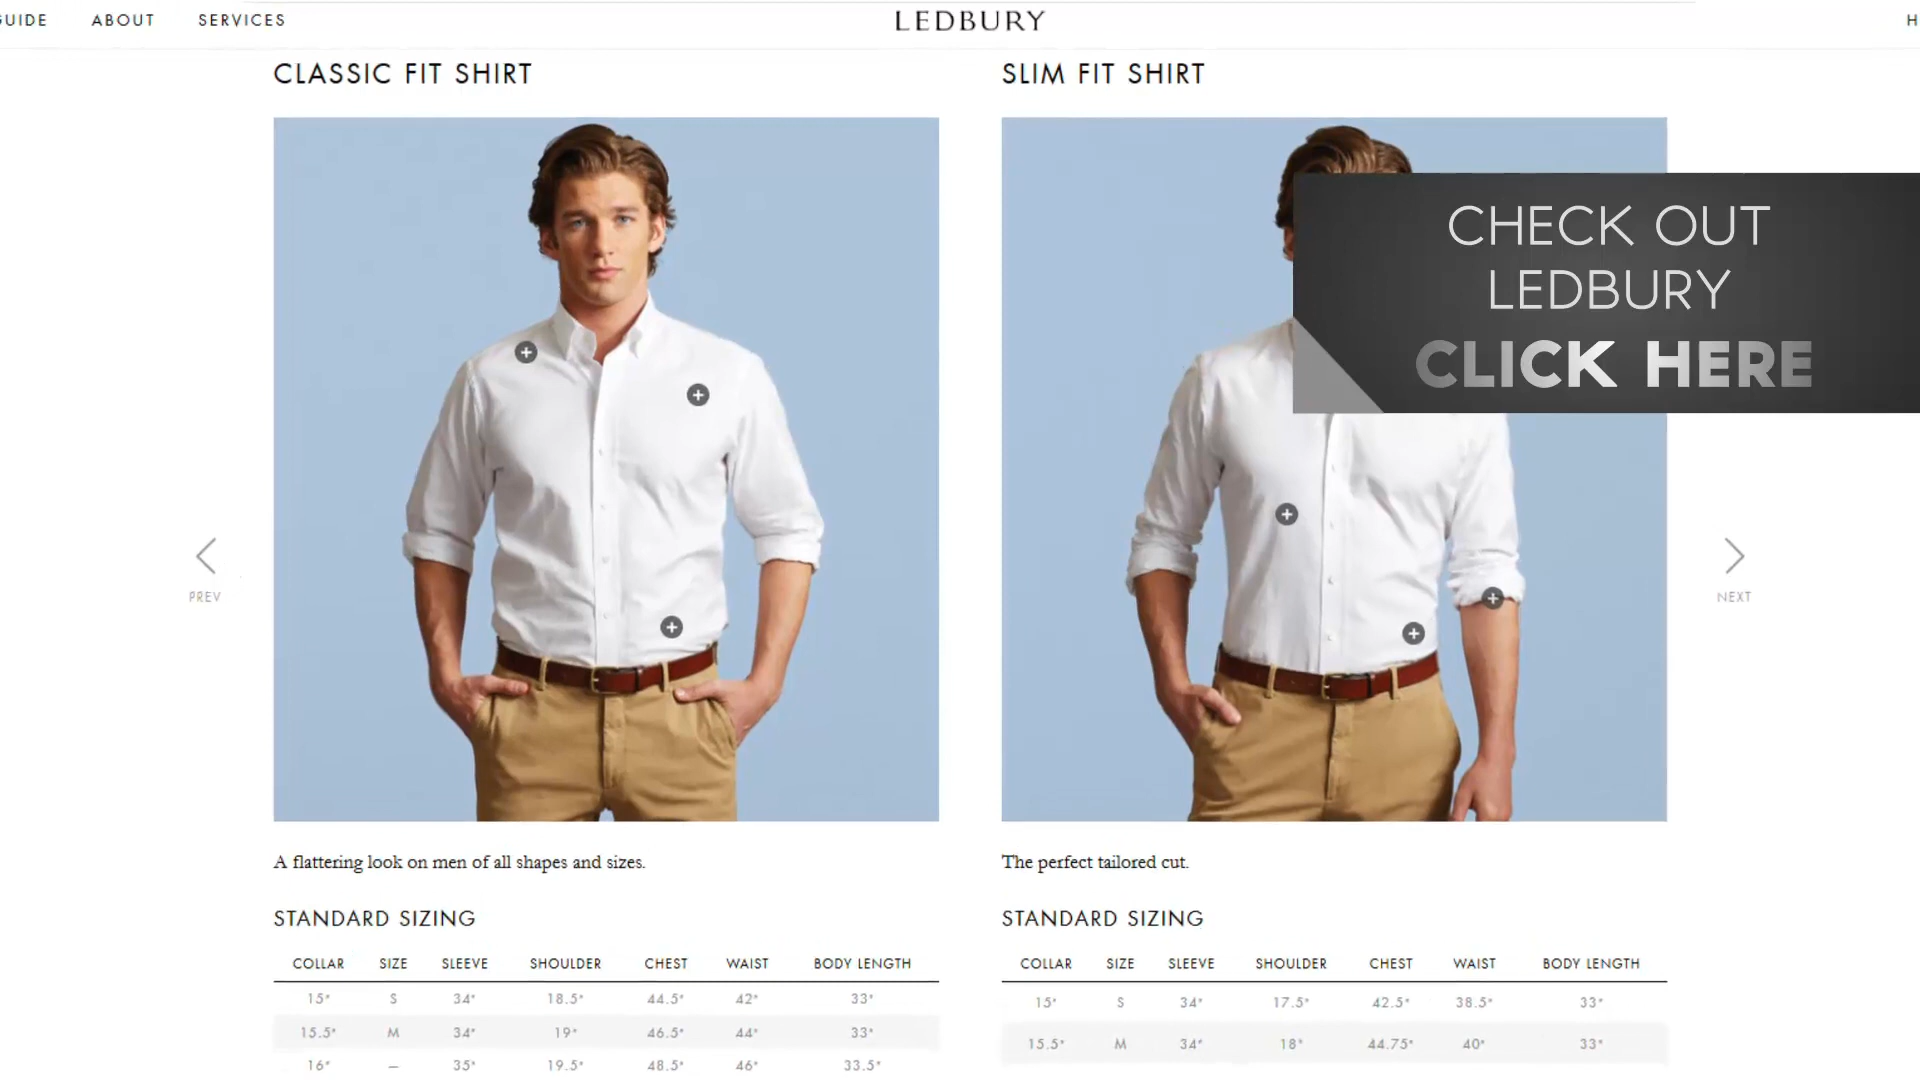 ABOUT SERVICES LEDBURY
CLASSIC FIT SHIRT
SLIM FIT SHIRT
CHECK OUT
LEDBURY
CLICK HERE
PREV
NEXT
A flattering look on men of all shapes and sizes.
The perfect tailored cut.
STANDARD SIZING
COLLAR SIZE SLEEVE SHOULDER CHEST WAIST BODY LENGTH
15" S 34" 18.5" 44.5" 42" 33"
15.5" M 34" 19" 46.5" 44" 33"
16" – 35" 19.5" 48.5" 46" 33.5"
STANDARD SIZING
COLLAR SIZE SLEEVE SHOULDER CHEST WAIST BODY LENGTH
15" S 34" 17.5" 42.5" 38.5" 33"
15.5" M 34" 18" 44.75" 40" 33"